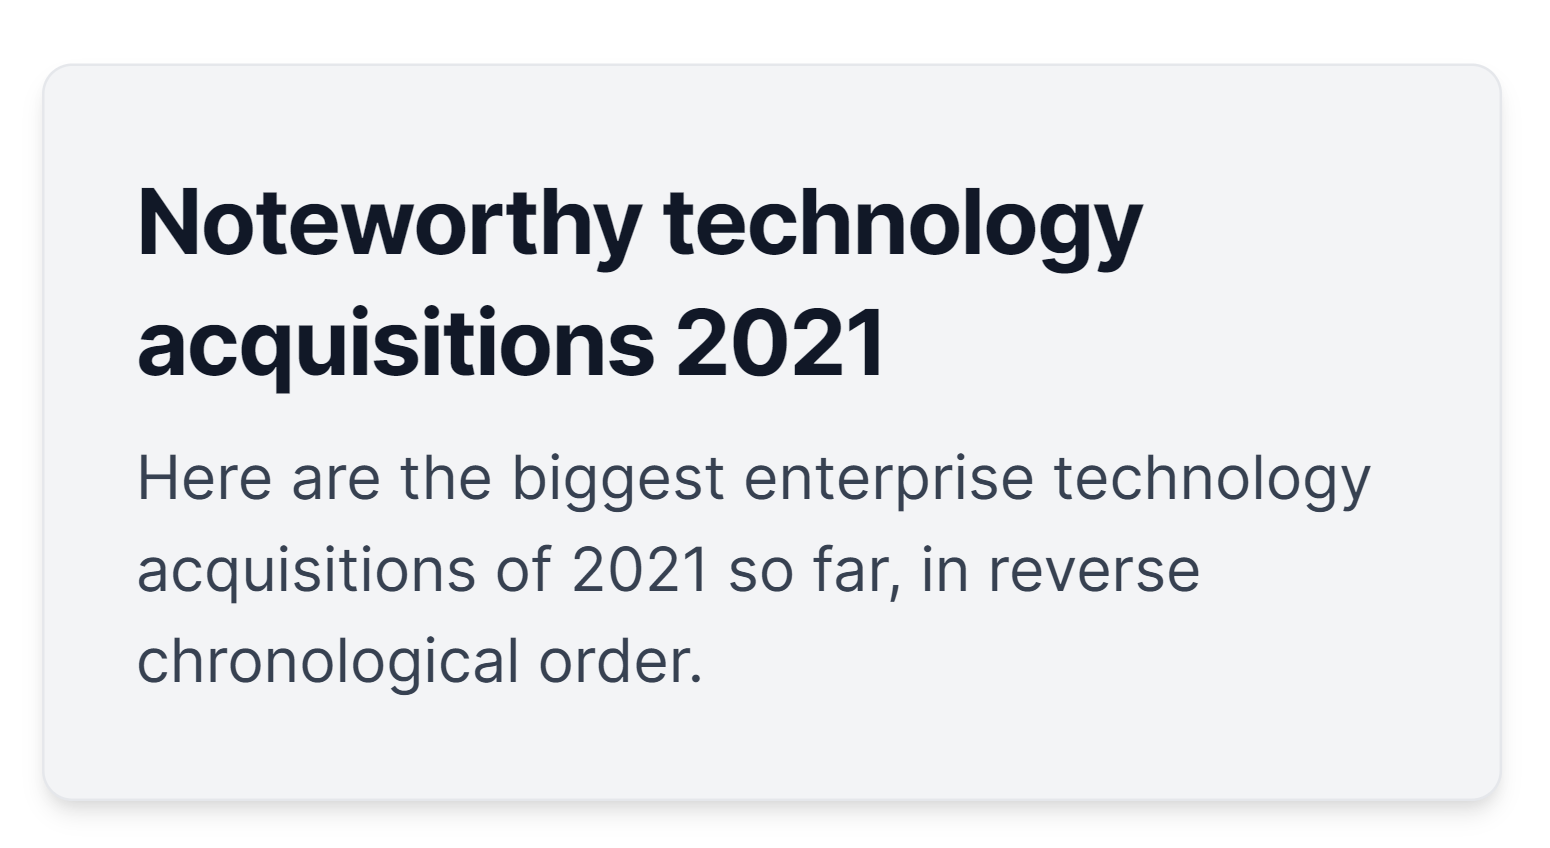 Noteworthy technology
acquisitions 2021
Here are the biggest enterprise technology
acquisitions of 2021 so far, in reverse
chronological order.